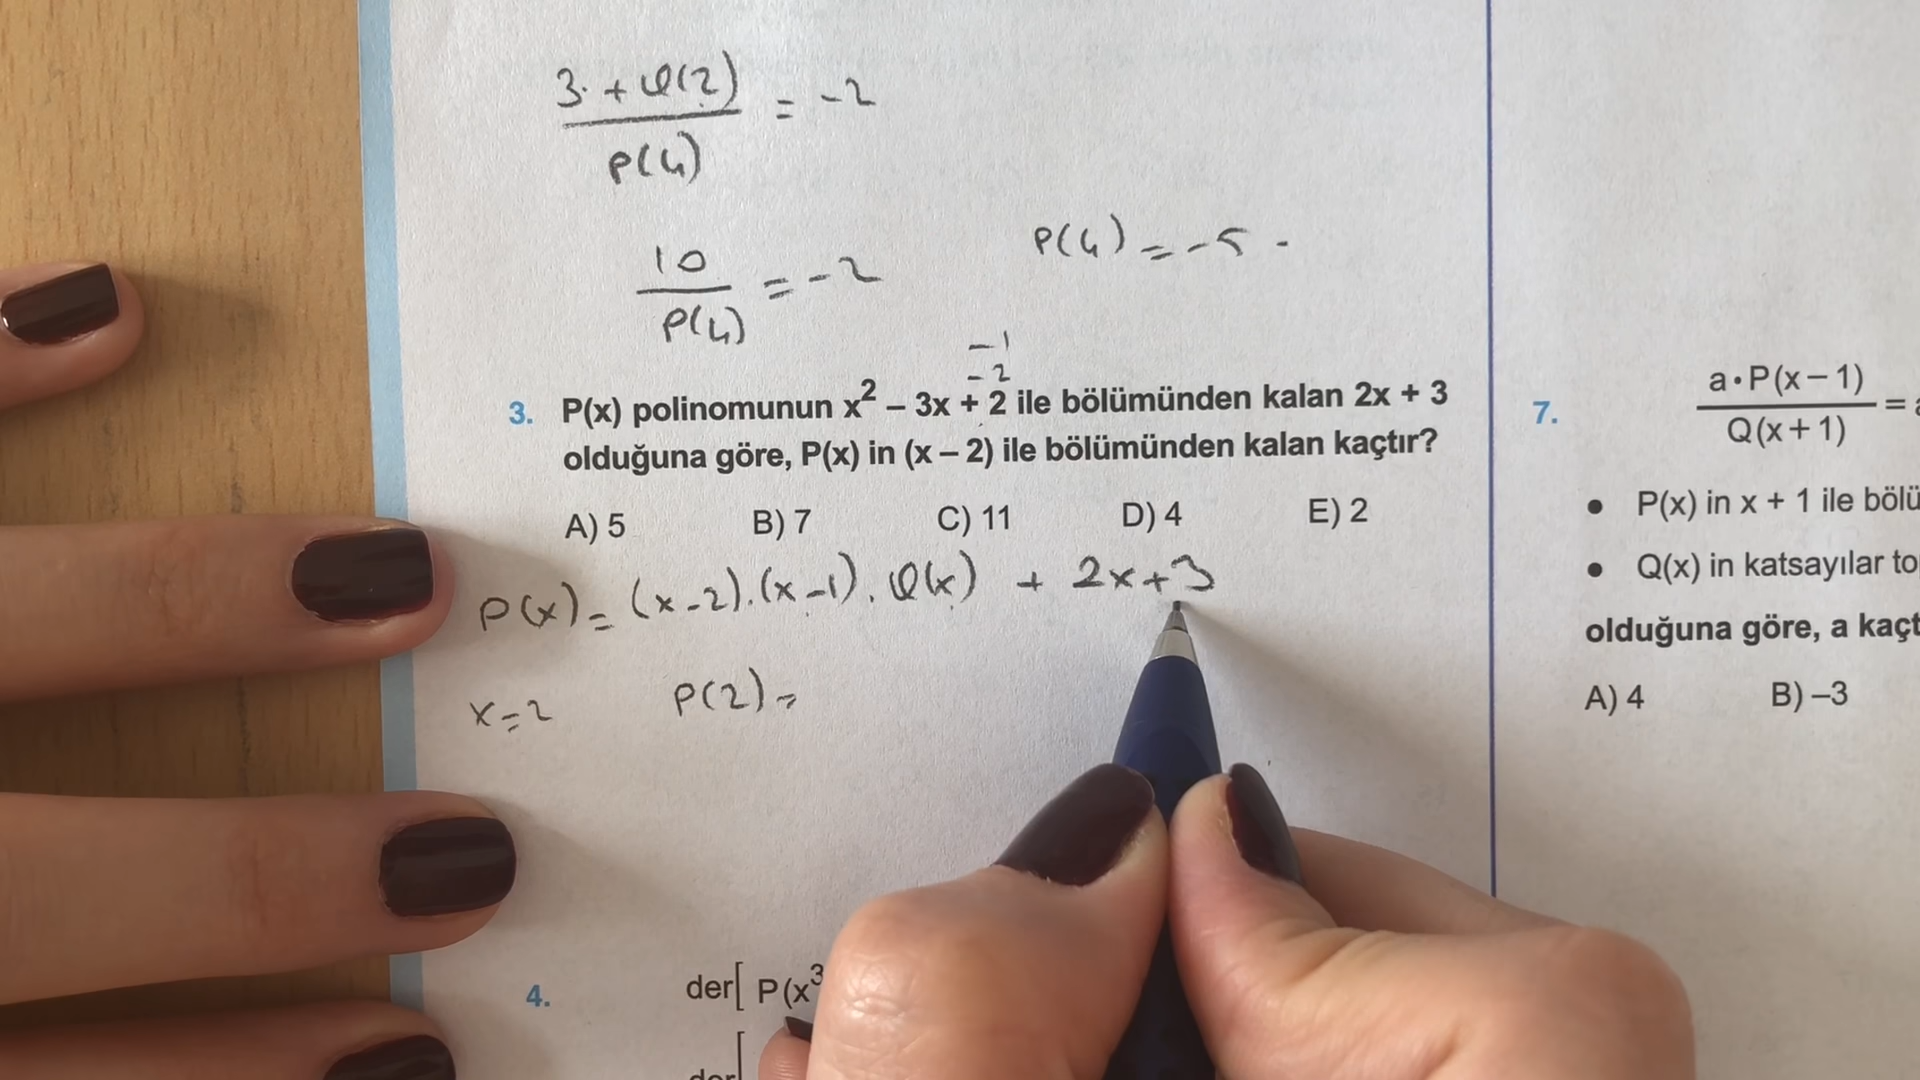 3 + Q(2) / P(4) = -2
10 / P(4) = -2
P(4) = -5
-1
-2
3. P(x) polinomunun x² – 3x + 2 ile bölümünden kalan 2x + 3
olduğuna göre, P(x) in (x – 2) ile bölümünden kalan kaçtır?
A) 5 B) 7 C) 11 D) 4 E) 2
P(x) = (x-2).(x-1).Q(x) + 2x+3
x=2 P(2)=
4. der[ P(x³
der[
7. a·P(x – 1) / Q(x + 1) =
• P(x) in x + 1 ile bölü
• Q(x) in katsayılar to
olduğuna göre, a kaçt
A) 4 B) –3